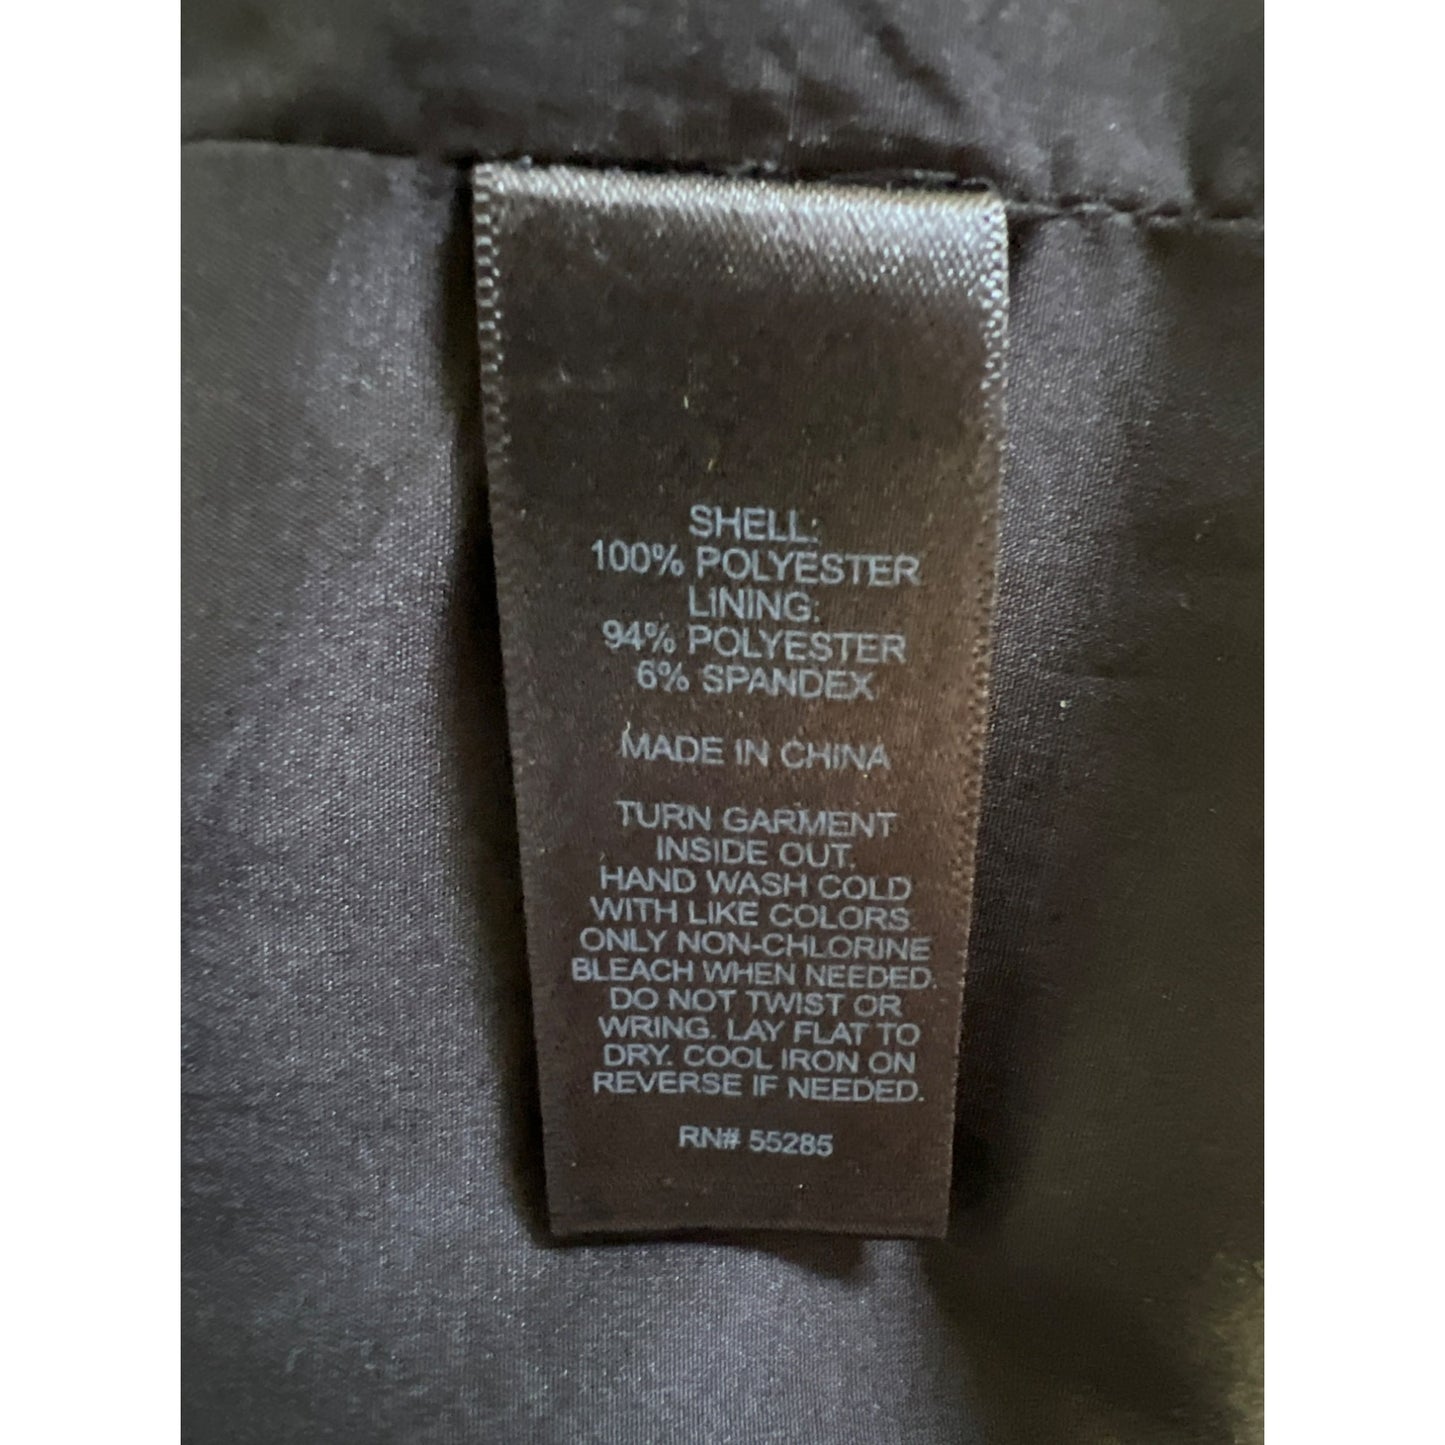 SHELL:
100% POLYESTER
LINING:
94% POLYESTER
6% SPANDEX
MADE IN CHINA
TURN GARMENT
INSIDE OUT.
HAND WASH COLD
WITH LIKE COLORS.
ONLY NON-CHLORINE
BLEACH WHEN NEEDED.
DO NOT TWIST OR
WRING. LAY FLAT TO
DRY. COOL IRON ON
REVERSE IF NEEDED.
RN# 55285